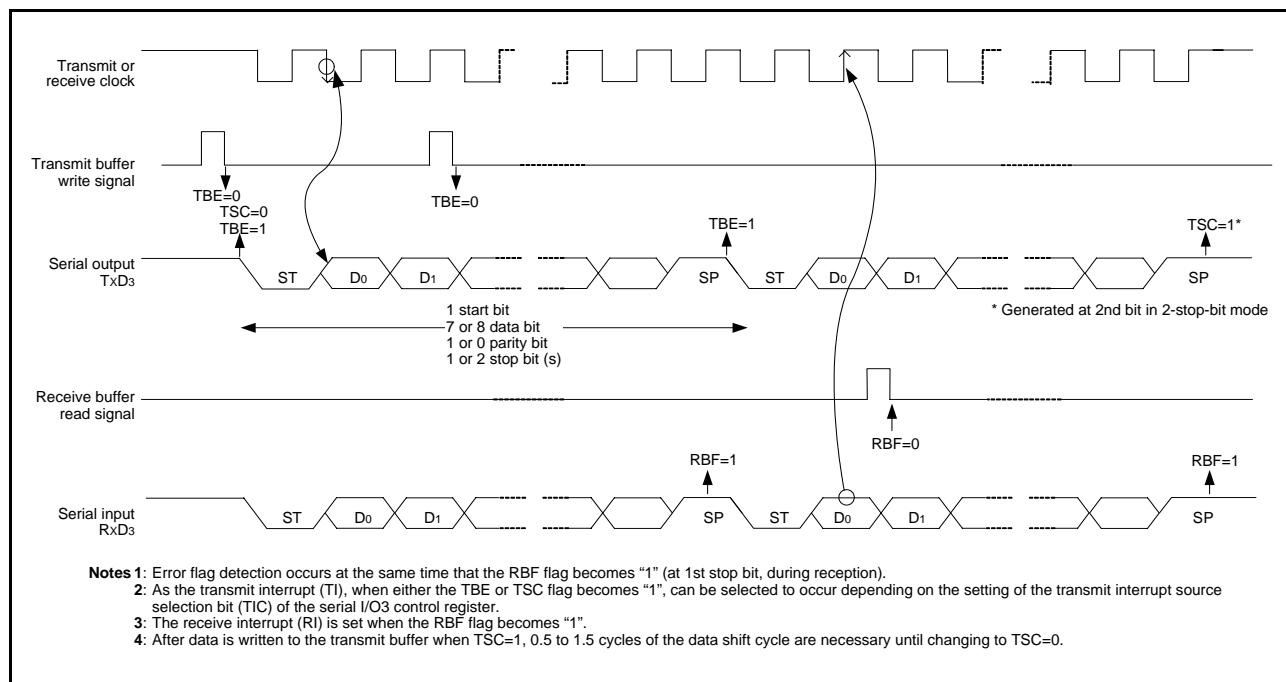 Transmit or
receive clock
Transmit buffer
write signal
TBE=0
TSC=0
TBE=1
TBE=0
TBE=1
TSC=1*
Serial output
TxD3
ST
D0
D1
SP
ST
D0
D1
SP
1 start bit
7 or 8 data bit
1 or 0 parity bit
1 or 2 stop bit (s)
* Generated at 2nd bit in 2-stop-bit mode
Receive buffer
read signal
RBF=0
RBF=1
RBF=1
Serial input
RxD3
ST
D0
D1
SP
ST
D0
D1
SP
Notes 1: Error flag detection occurs at the same time that the RBF flag becomes “1” (at 1st stop bit, during reception).
2: As the transmit interrupt (TI), when either the TBE or TSC flag becomes “1”, can be selected to occur depending on the setting of the transmit interrupt source
selection bit (TIC) of the serial I/O3 control register.
3: The receive interrupt (RI) is set when the RBF flag becomes “1”.
4: After data is written to the transmit buffer when TSC=1, 0.5 to 1.5 cycles of the data shift cycle are necessary until changing to TSC=0.